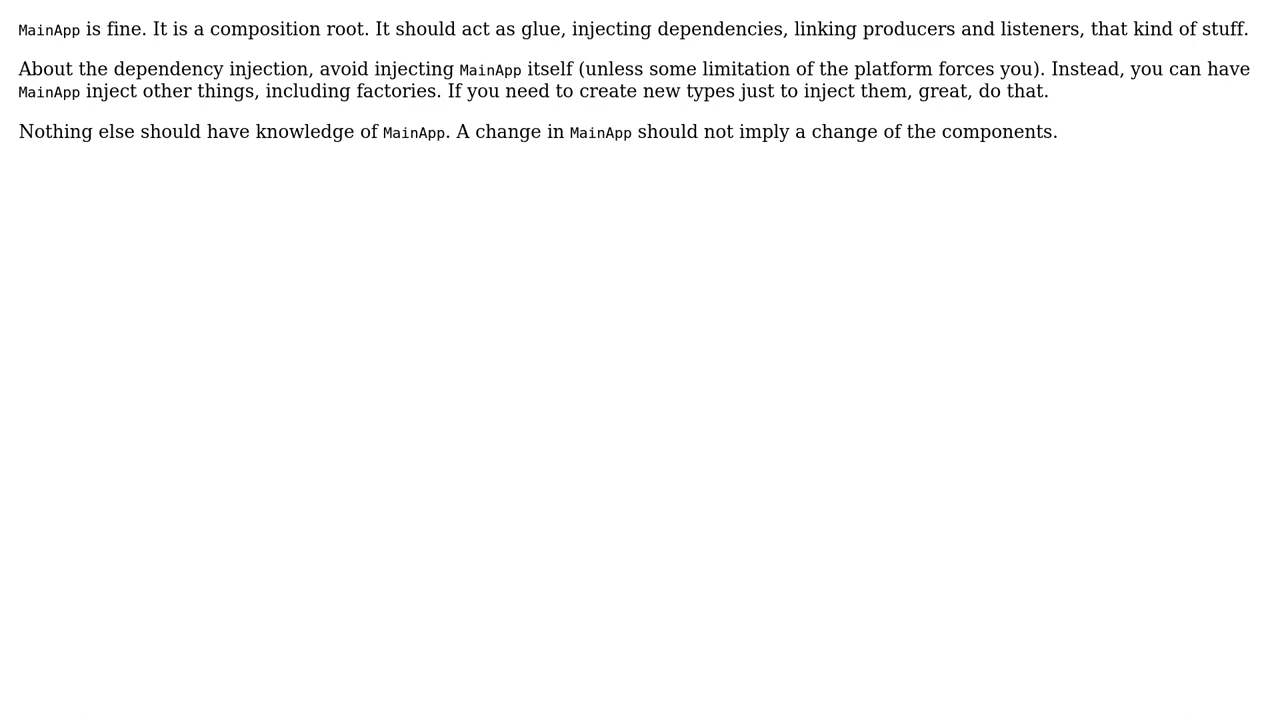 MainApp is fine. It is a composition root. It should act as glue, injecting dependencies, linking producers and listeners, that kind of stuff.
About the dependency injection, avoid injecting MainApp itself (unless some limitation of the platform forces you). Instead, you can have
MainApp inject other things, including factories. If you need to create new types just to inject them, great, do that.
Nothing else should have knowledge of MainApp. A change in MainApp should not imply a change of the components.